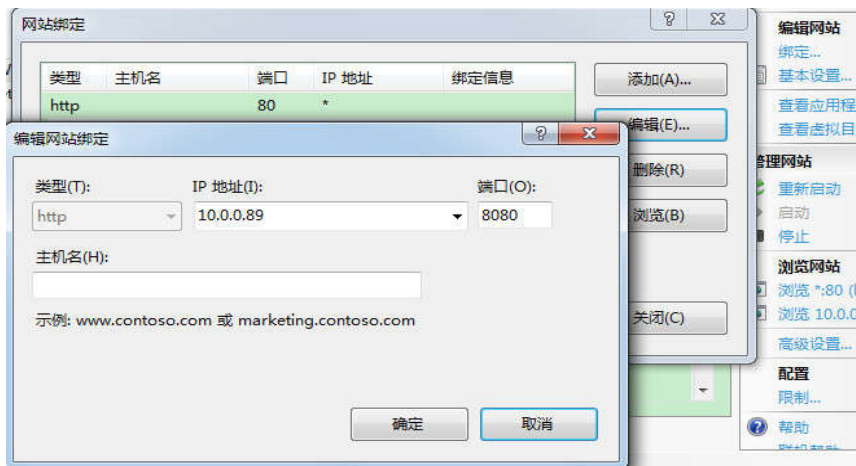 网站绑定
类型 主机名 端口 IP 地址 绑定信息
http 80 *
添加(A)...
编辑(E)...
删除(R)
浏览(B)
关闭(C)
编辑网站绑定
类型(T): IP 地址(I): 端口(O):
http 10.0.0.89 8080
主机名(H):
示例: www.contoso.com 或 marketing.contoso.com
确定 取消
编辑网站
绑定...
基本设置...
查看应用程
查看虚拟目
管理网站
重新启动
启动
停止
浏览网站
浏览 *:80 (
浏览 10.0.0
高级设置...
配置
限制...
帮助